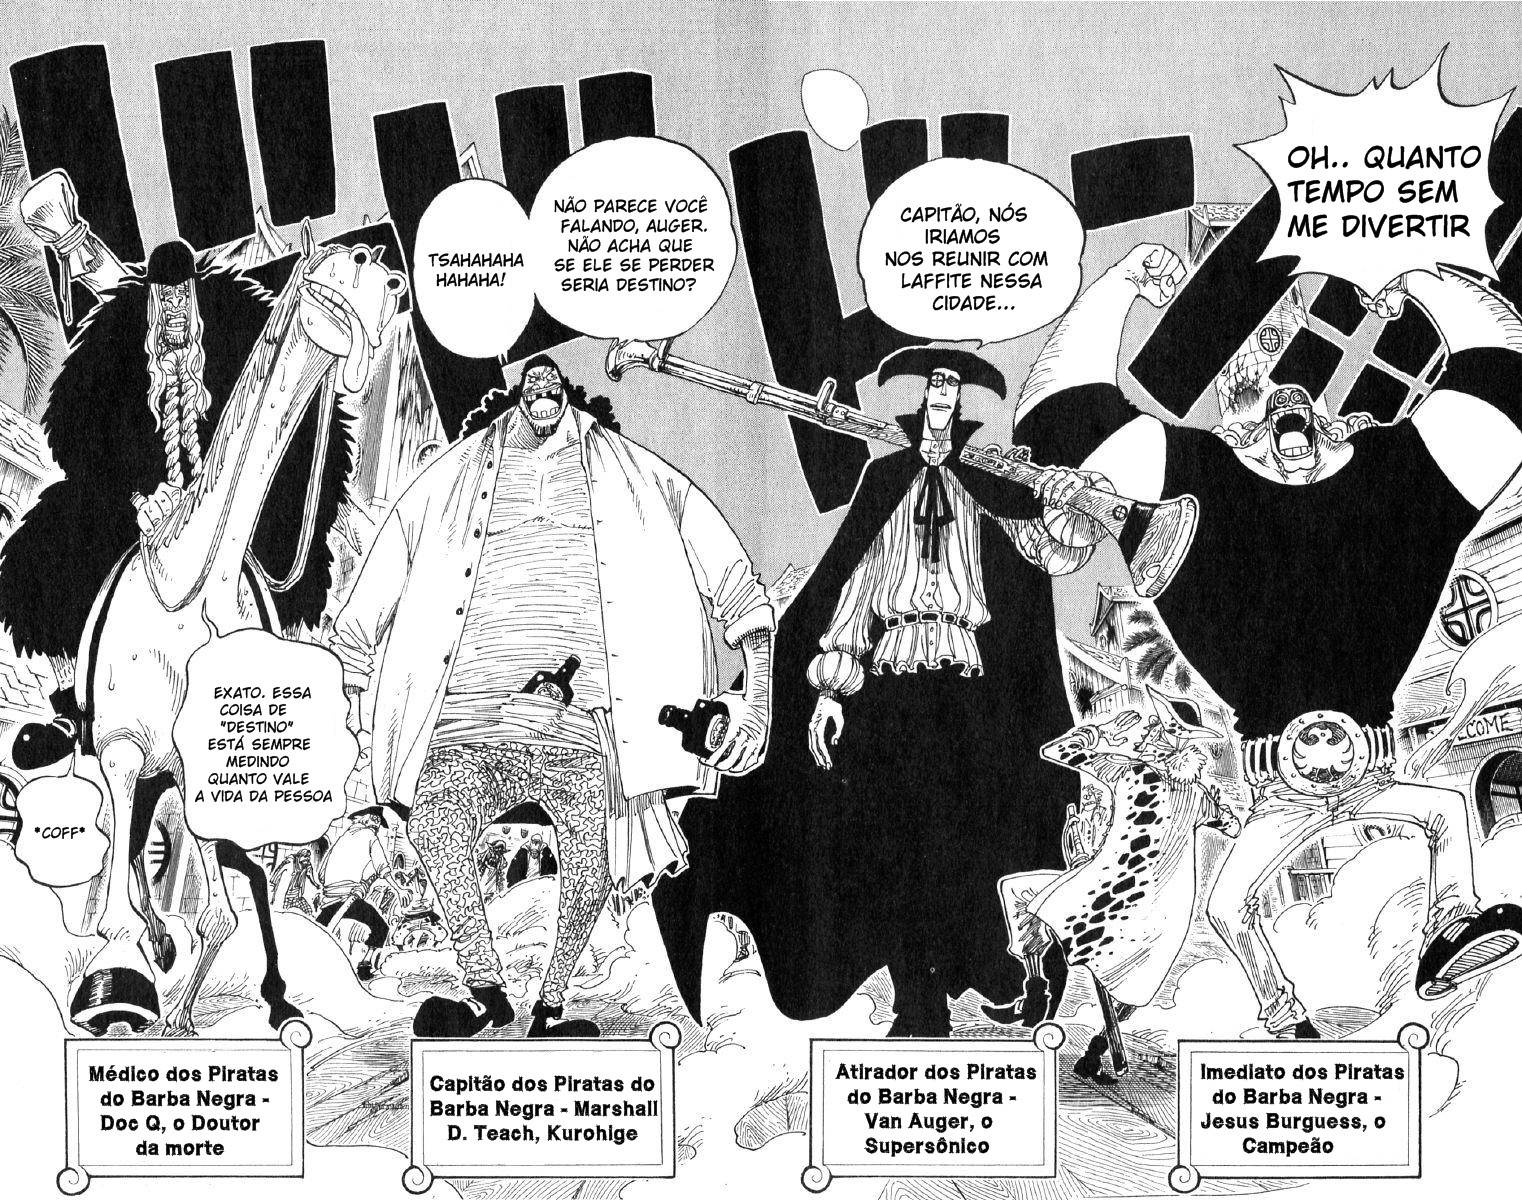 OH.. QUANTO
TEMPO SEM
ME DIVERTIR
CAPITÃO, NÓS
IRIAMOS
NOS REUNIR COM
LAFFITE NESSA
CIDADE...
NÃO PARECE VOCÊ
FALANDO, AUGER.
NÃO ACHA QUE
SE ELE SE PERDER
SERIA DESTINO?
TSAHAHAHA
HAHAHA!
EXATO. ESSA
COISA DE
"DESTINO"
ESTÁ SEMPRE
MEDINDO
QUANTO VALE
A VIDA DA PESSOA
*COFF*
COME
Médico dos Piratas
do Barba Negra -
Doc Q, o Doutor
da morte
Capitão dos Piratas do
Barba Negra - Marshall
D. Teach, Kurohige
Atirador dos Piratas
do Barba Negra -
Van Auger, o
Supersônico
Imediato dos Piratas
do Barba Negra -
Jesus Burguess, o
Campeão